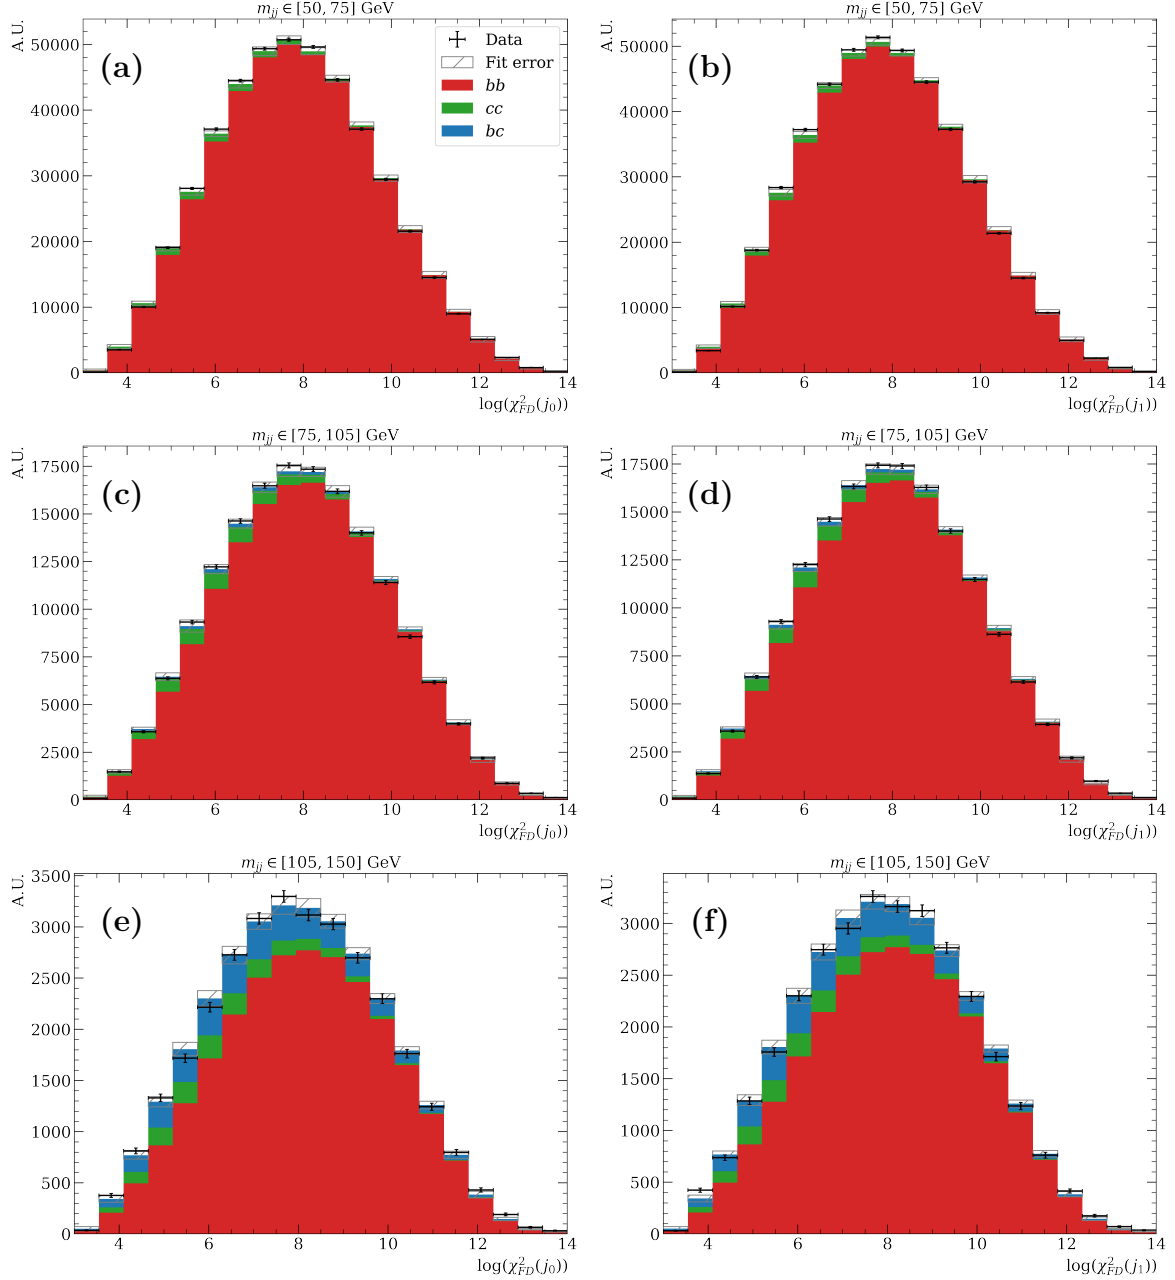 m_jj ∈ [50, 75] GeV
A.U.
(a)
Data
Fit error
bb
cc
bc
50000
40000
30000
20000
10000
0
4 6 8 10 12 14
log(χ²_FD(j₀))
m_jj ∈ [50, 75] GeV
A.U.
(b)
50000
40000
30000
20000
10000
0
4 6 8 10 12 14
log(χ²_FD(j₁))
m_jj ∈ [75, 105] GeV
A.U.
(c)
17500
15000
12500
10000
7500
5000
2500
0
4 6 8 10 12 14
log(χ²_FD(j₀))
m_jj ∈ [75, 105] GeV
A.U.
(d)
17500
15000
12500
10000
7500
5000
2500
0
4 6 8 10 12 14
log(χ²_FD(j₁))
m_jj ∈ [105, 150] GeV
A.U.
(e)
3500
3000
2500
2000
1500
1000
500
0
4 6 8 10 12 14
log(χ²_FD(j₀))
m_jj ∈ [105, 150] GeV
A.U.
(f)
3000
2500
2000
1500
1000
500
0
4 6 8 10 12 14
log(χ²_FD(j₁))